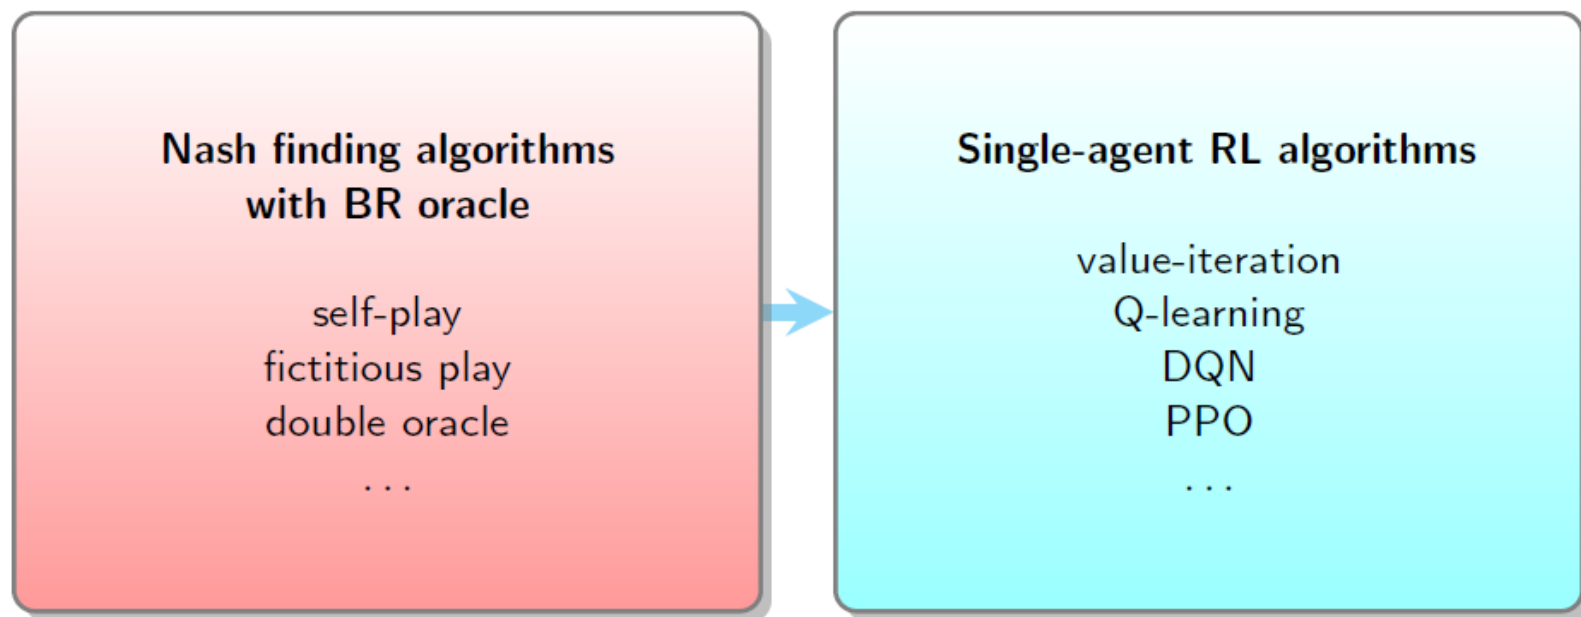 Nash finding algorithms
with BR oracle
self-play
fictitious play
double oracle
...
Single-agent RL algorithms
value-iteration
Q-learning
DQN
PPO
...